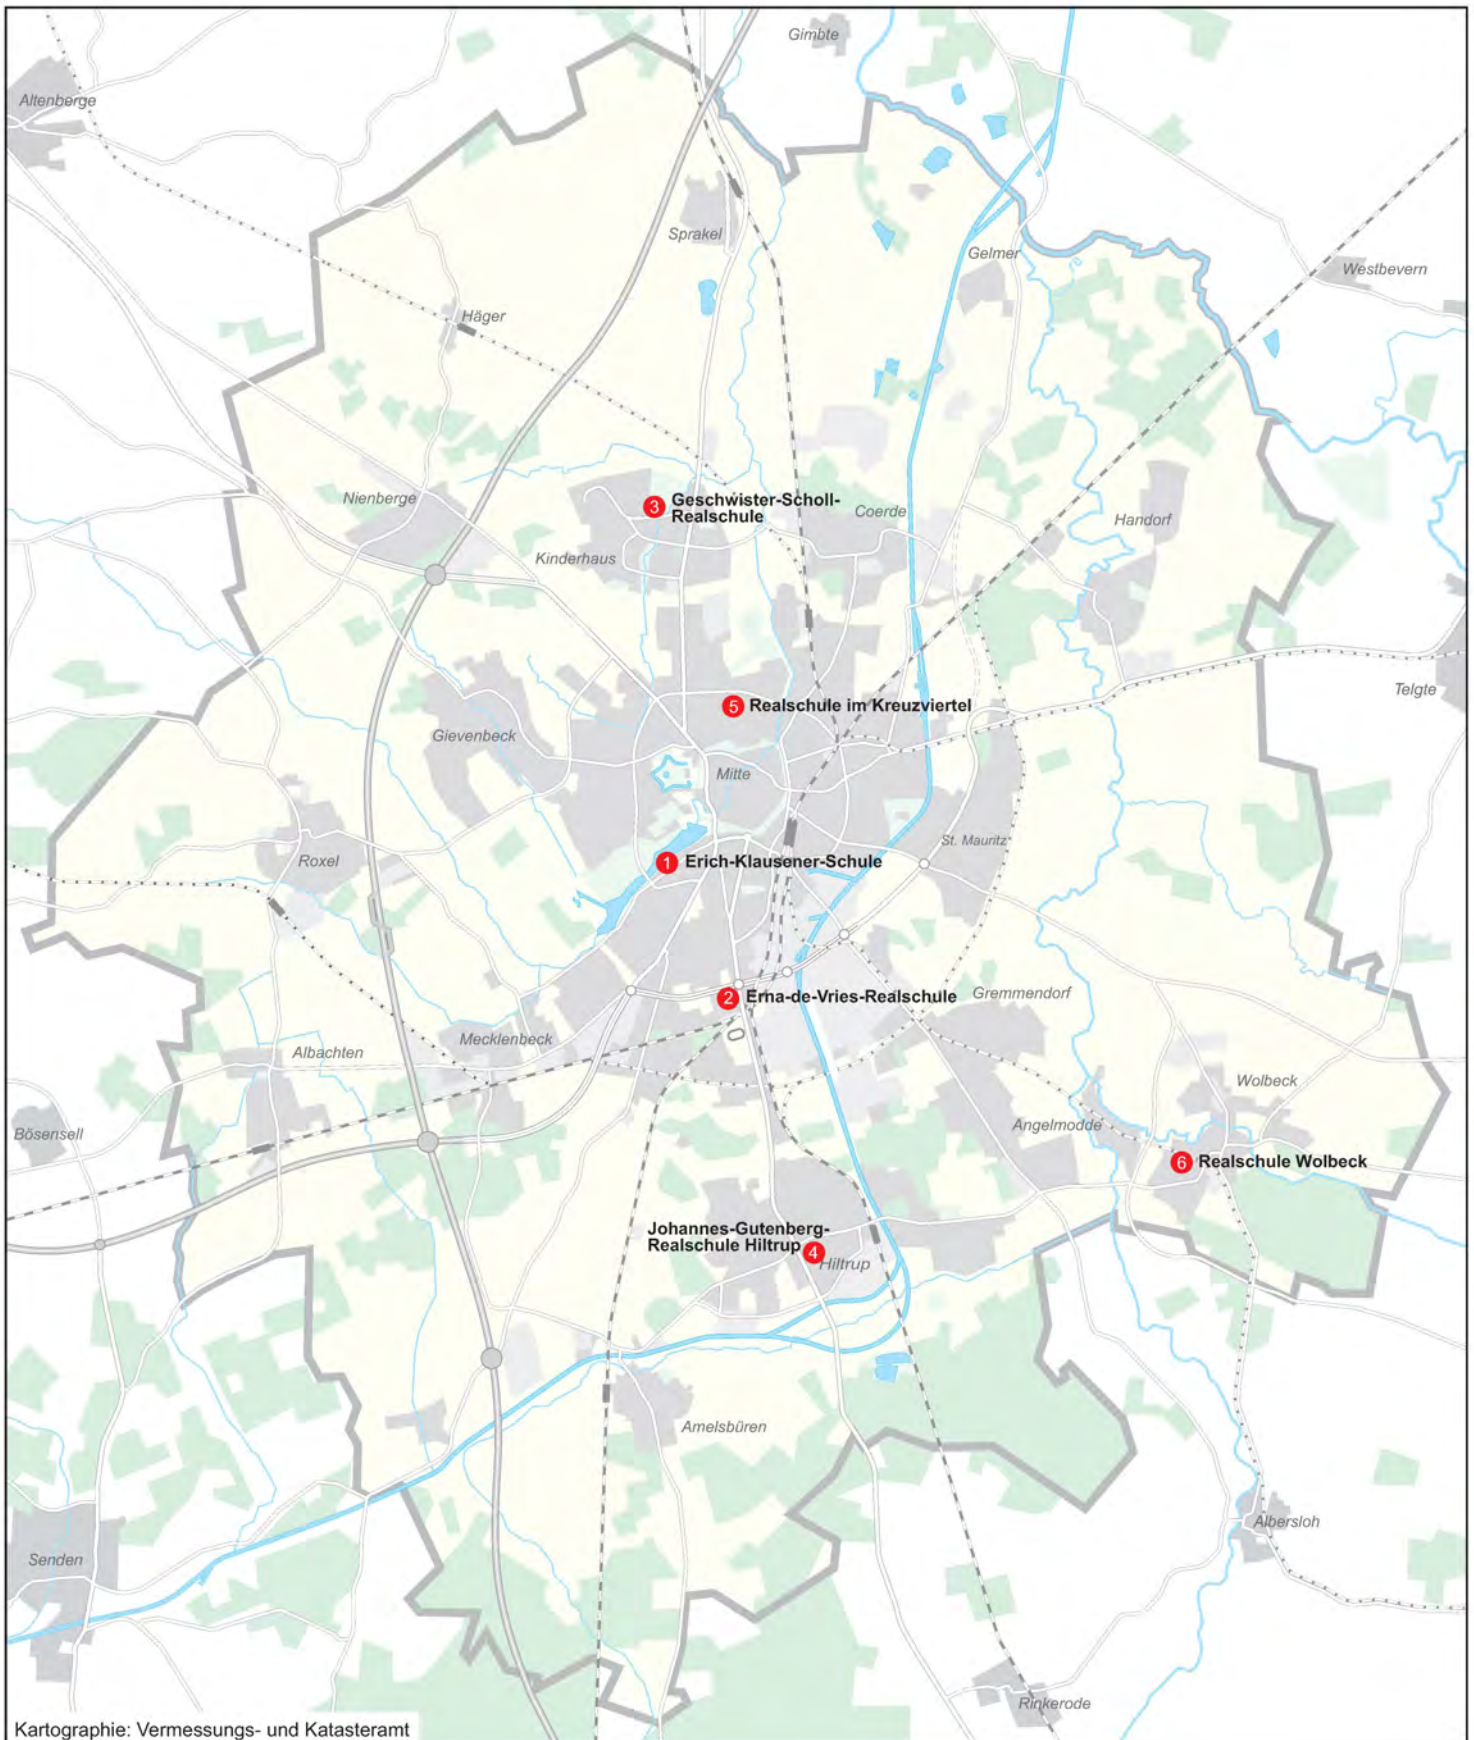 Gimbte
Altenberge
Sprakel
Gelmer
Westbevern
Häger
Nienberge
3 Geschwister-Scholl-
Realschule
Coerde
Handorf
Kinderhaus
Telgte
5 Realschule im Kreuzviertel
Gievenbeck
Mitte
St. Mauritz
Roxel
1 Erich-Klausener-Schule
2 Erna-de-Vries-Realschule
Gremmendorf
Mecklenbeck
Albachten
Wolbeck
Angelmodde
Bösensell
6 Realschule Wolbeck
Johannes-Gutenberg-
Realschule Hiltrup 4
Hiltrup
Amelsbüren
Albersloh
Senden
Rinkerode
Kartographie: Vermessungs- und Katasteramt